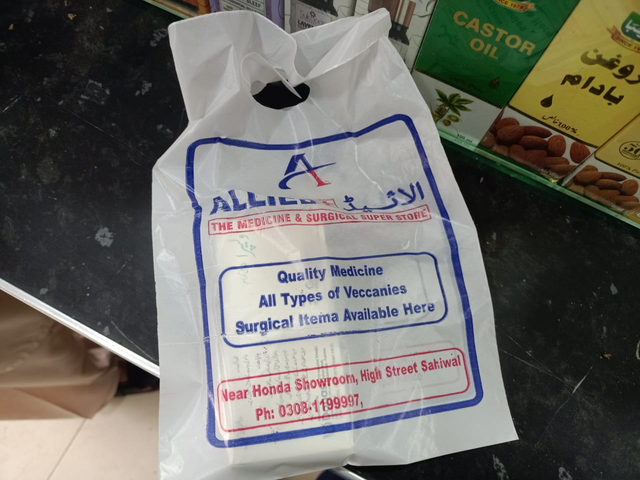 ALLIED الائیڈ
THE MEDICINE & SURGICAL SUPER STORE
Quality Medicine
All Types of Veccanies
Surgical Itema Available Here
Near Honda Showroom, High Street Sahiwal
Ph: 0308-1199997,
CASTOR
OIL
روغن
بادام
100%